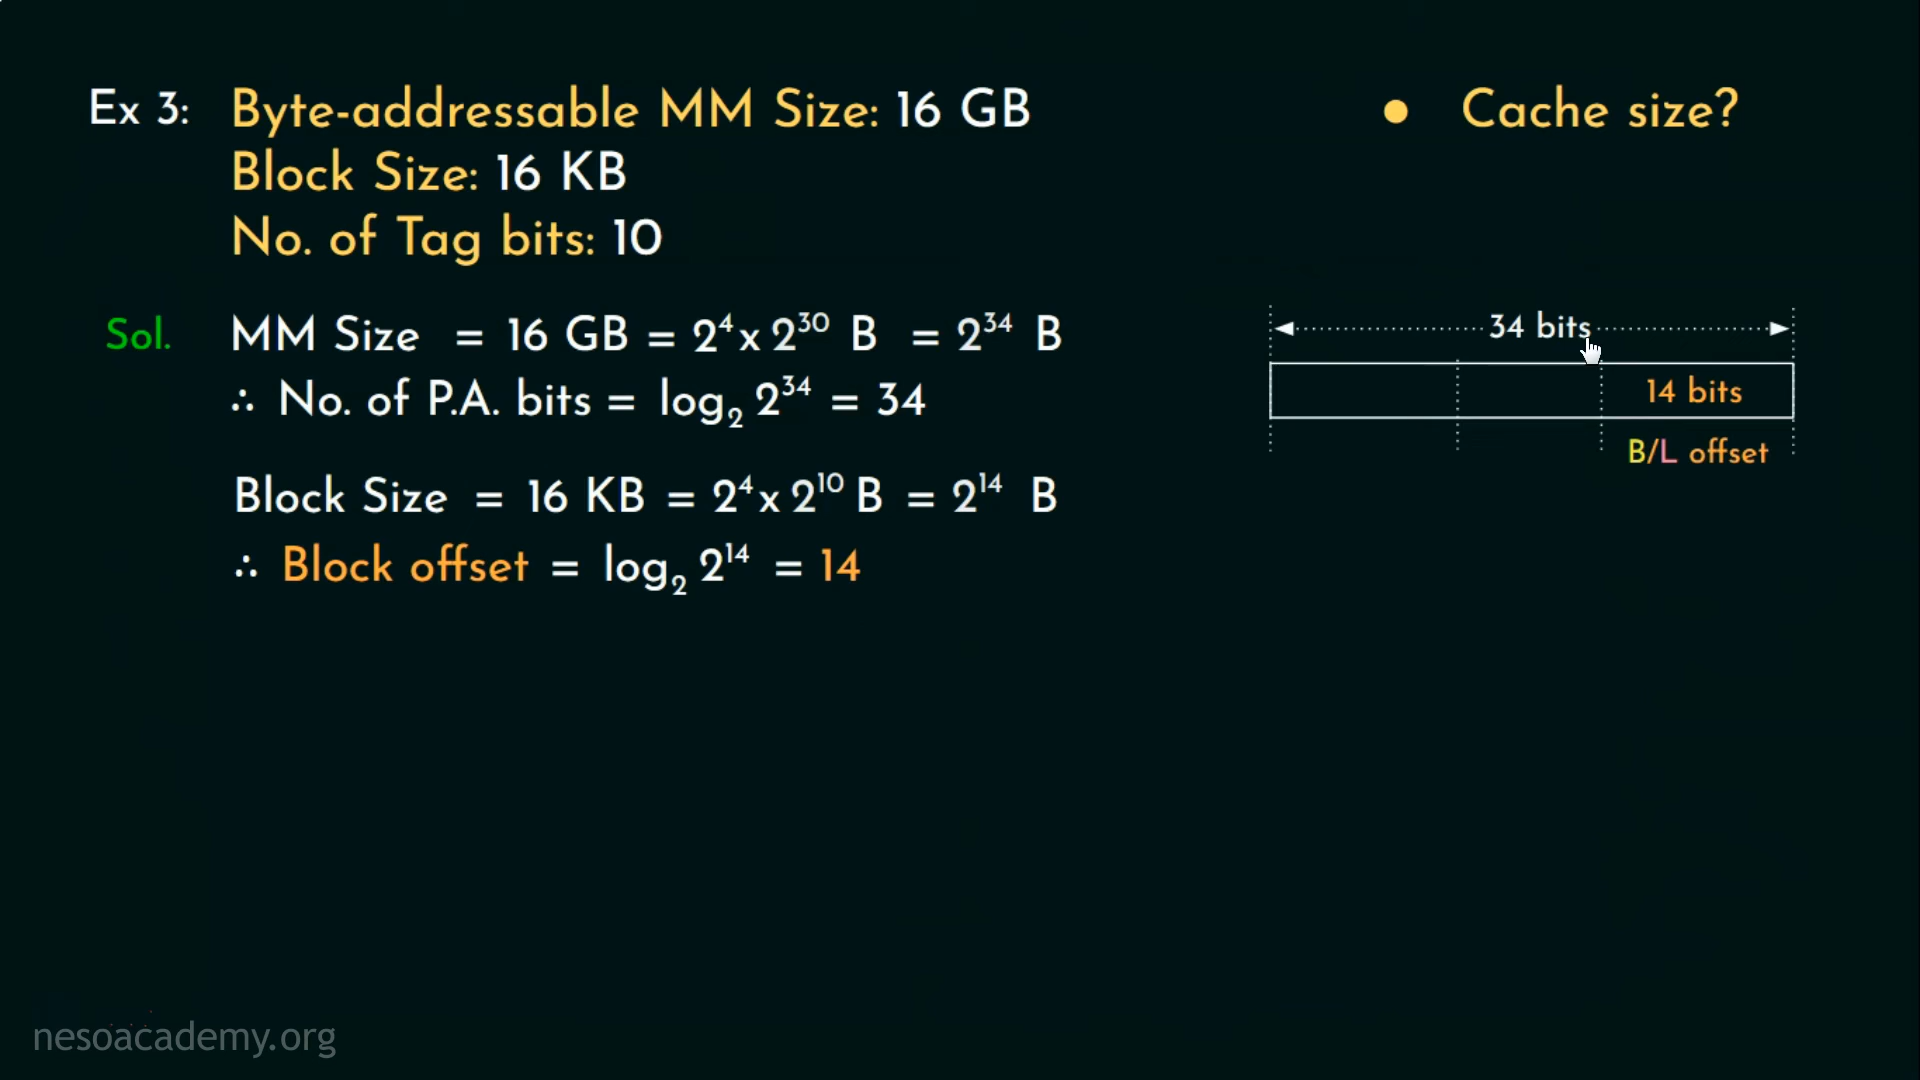 Ex 3: Byte-addressable MM Size: 16 GB
Block Size: 16 KB
No. of Tag bits: 10
● Cache size?
Sol. MM Size = 16 GB = 2⁴ x 2³⁰ B = 2³⁴ B
∴ No. of P.A. bits = log₂ 2³⁴ = 34
Block Size = 16 KB = 2⁴ x 2¹⁰ B = 2¹⁴ B
∴ Block offset = log₂ 2¹⁴ = 14
34 bits
14 bits
B/L offset
nesoacademy.org